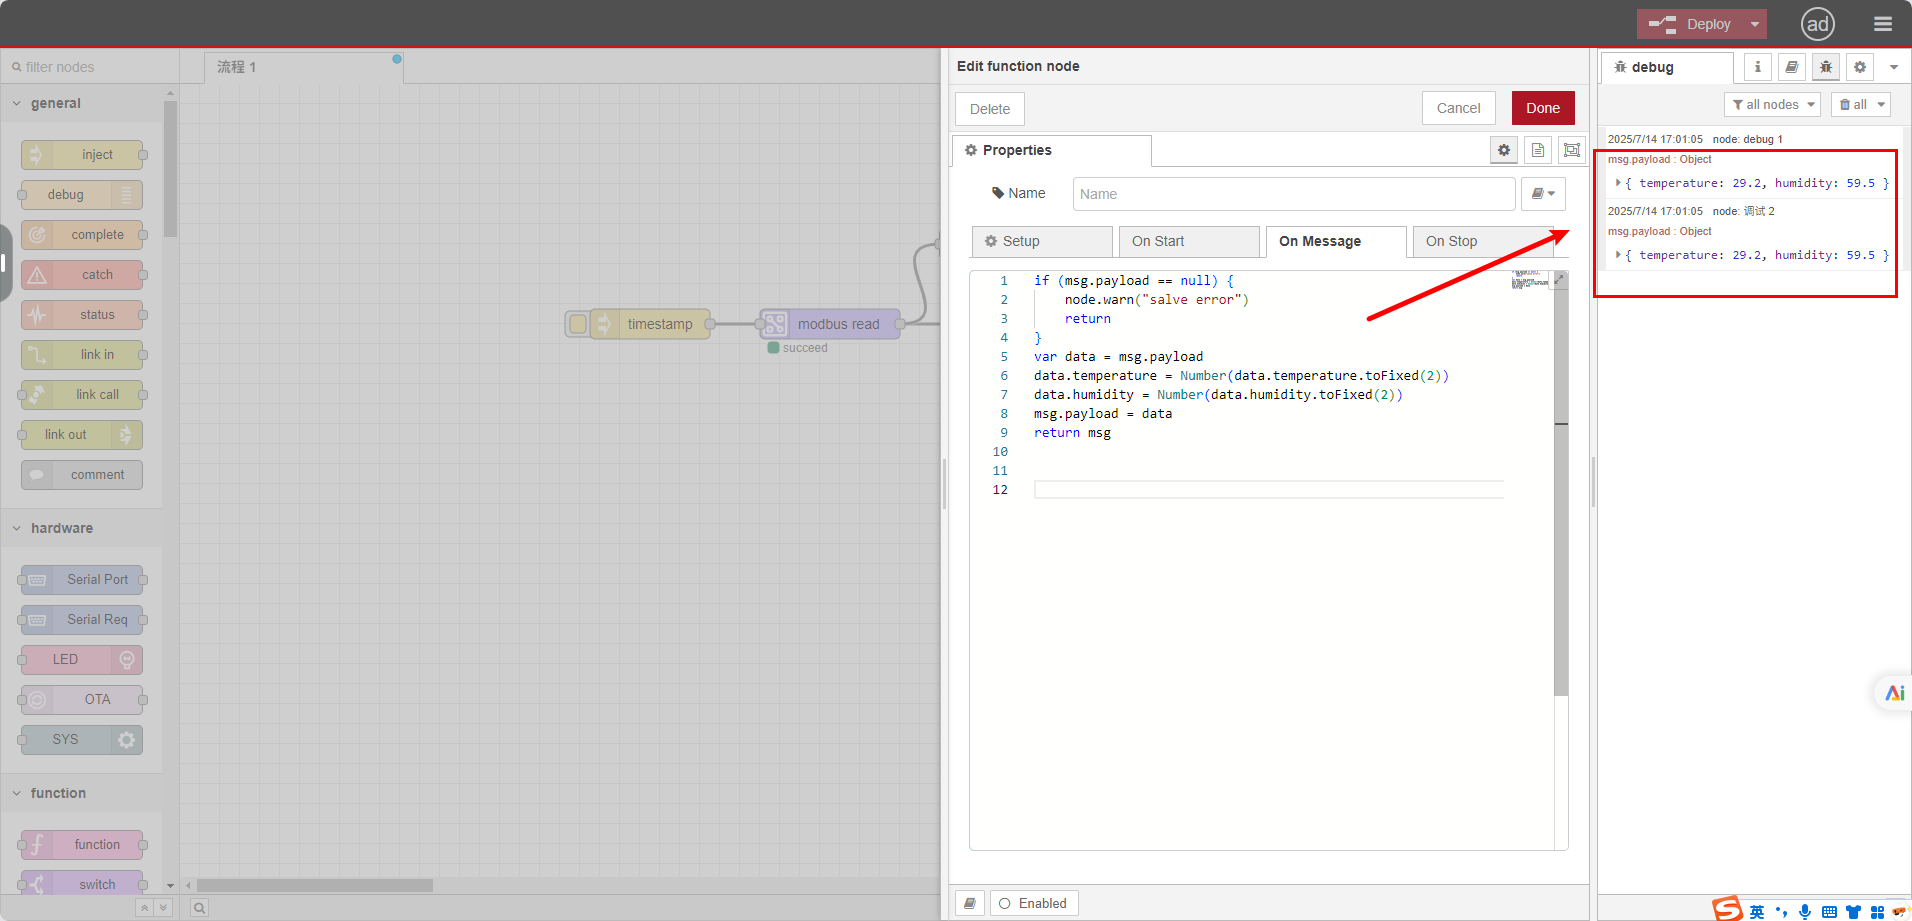 Deploy
ad
filter nodes
流程 1
general
inject
debug
complete
catch
status
link in
link call
link out
comment
hardware
Serial Port
Serial Req
LED
OTA
SYS
function
function
switch
timestamp
modbus read
succeed
Edit function node
Delete
Cancel
Done
Properties
Name
Name
Setup
On Start
On Message
On Stop
1 if (msg.payload == null) {
2 node.warn("salve error")
3 return
4 }
5 var data = msg.payload
6 data.temperature = Number(data.temperature.toFixed(2))
7 data.humidity = Number(data.humidity.toFixed(2))
8 msg.payload = data
9 return msg
10
11
12
Enabled
debug
i
all nodes
all
2025/7/14 17:01:05 node: debug 1
msg.payload : Object
{ temperature: 29.2, humidity: 59.5 }
2025/7/14 17:01:05 node: 调试 2
msg.payload : Object
{ temperature: 29.2, humidity: 59.5 }
Ai
S 英